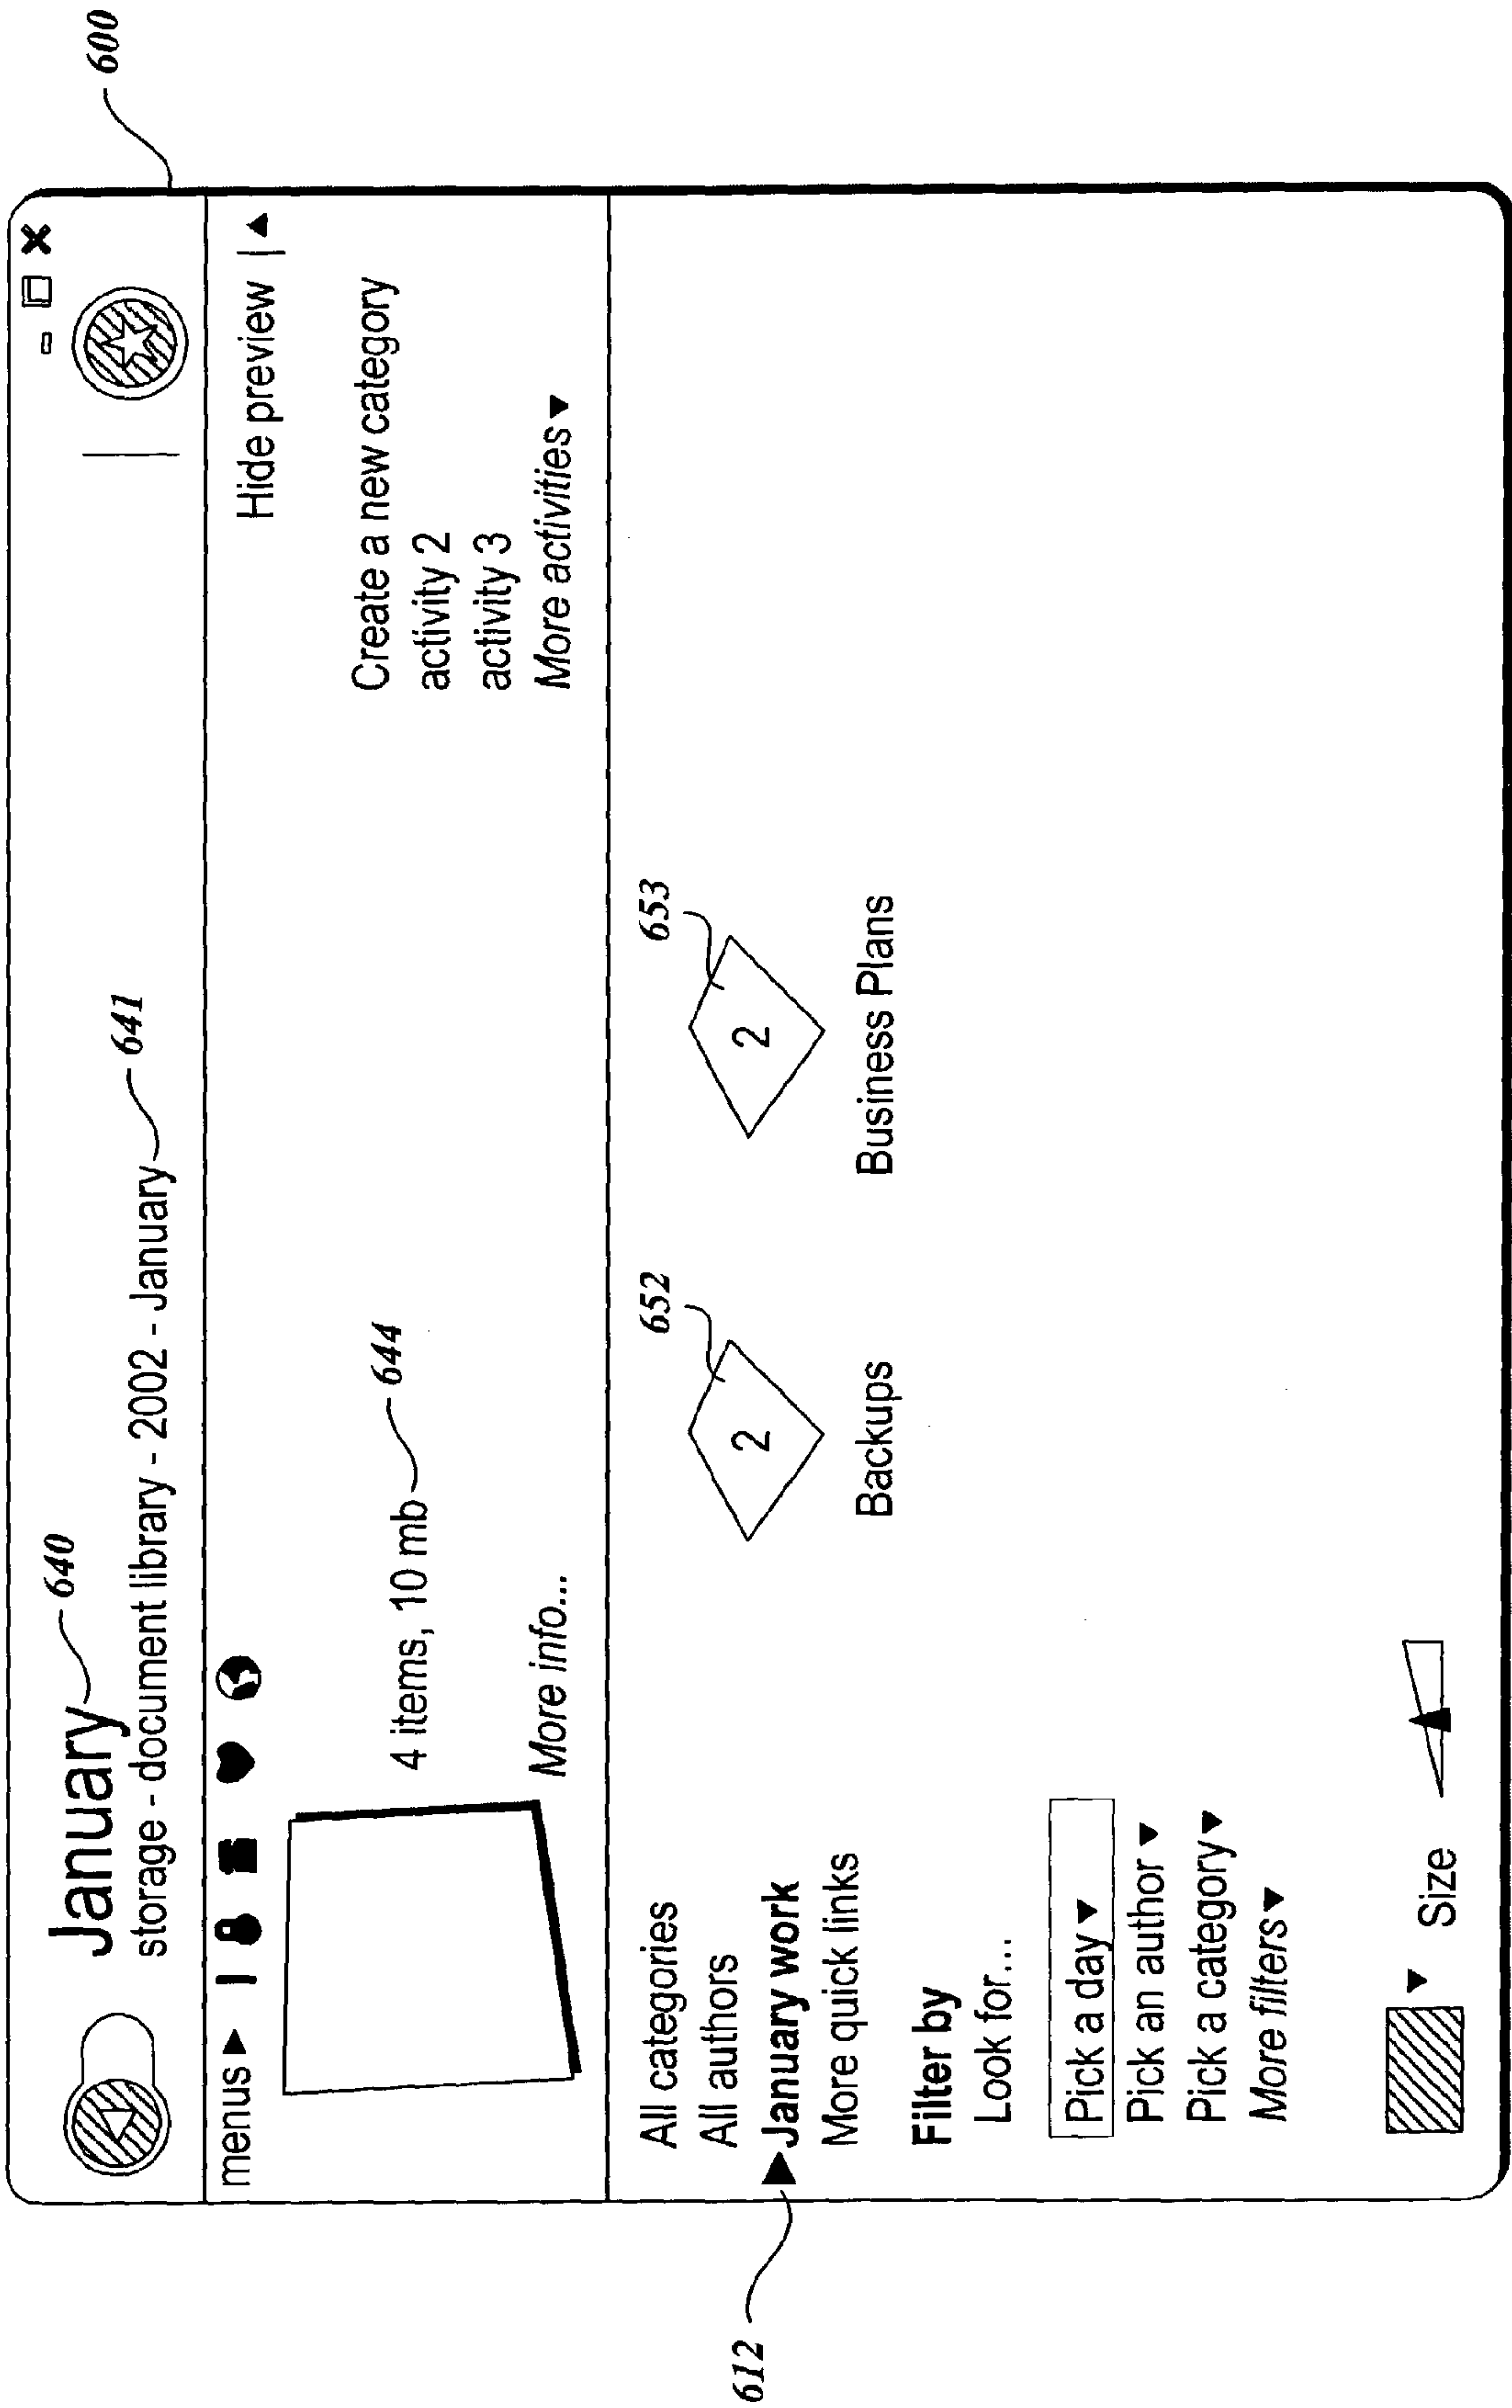 600
640
January
storage - document library - 2002 - January
641
menus
Hide preview
4 items, 10 mb
644
More info...
Create a new category
activity 2
activity 3
More activities
All categories
All authors
January work
More quick links
612
Filter by
Look for...
Pick a day
Pick an author
Pick a category
More filters
Size
652
2
Backups
653
2
Business Plans